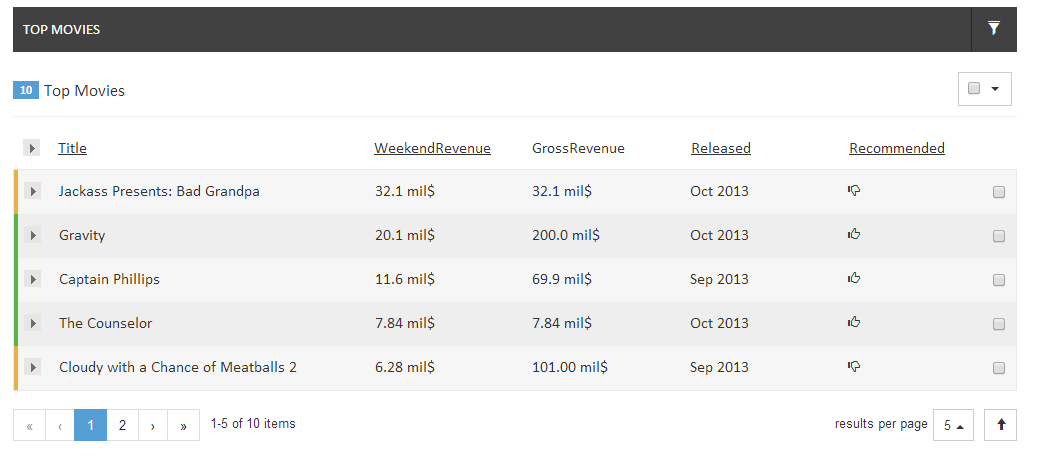 TOP MOVIES
10 Top Movies
Title WeekendRevenue GrossRevenue Released Recommended
Jackass Presents: Bad Grandpa 32.1 mil$ 32.1 mil$ Oct 2013
Gravity 20.1 mil$ 200.0 mil$ Oct 2013
Captain Phillips 11.6 mil$ 69.9 mil$ Sep 2013
The Counselor 7.84 mil$ 7.84 mil$ Oct 2013
Cloudy with a Chance of Meatballs 2 6.28 mil$ 101.00 mil$ Sep 2013
« ‹ 1 2 › » 1-5 of 10 items results per page 5